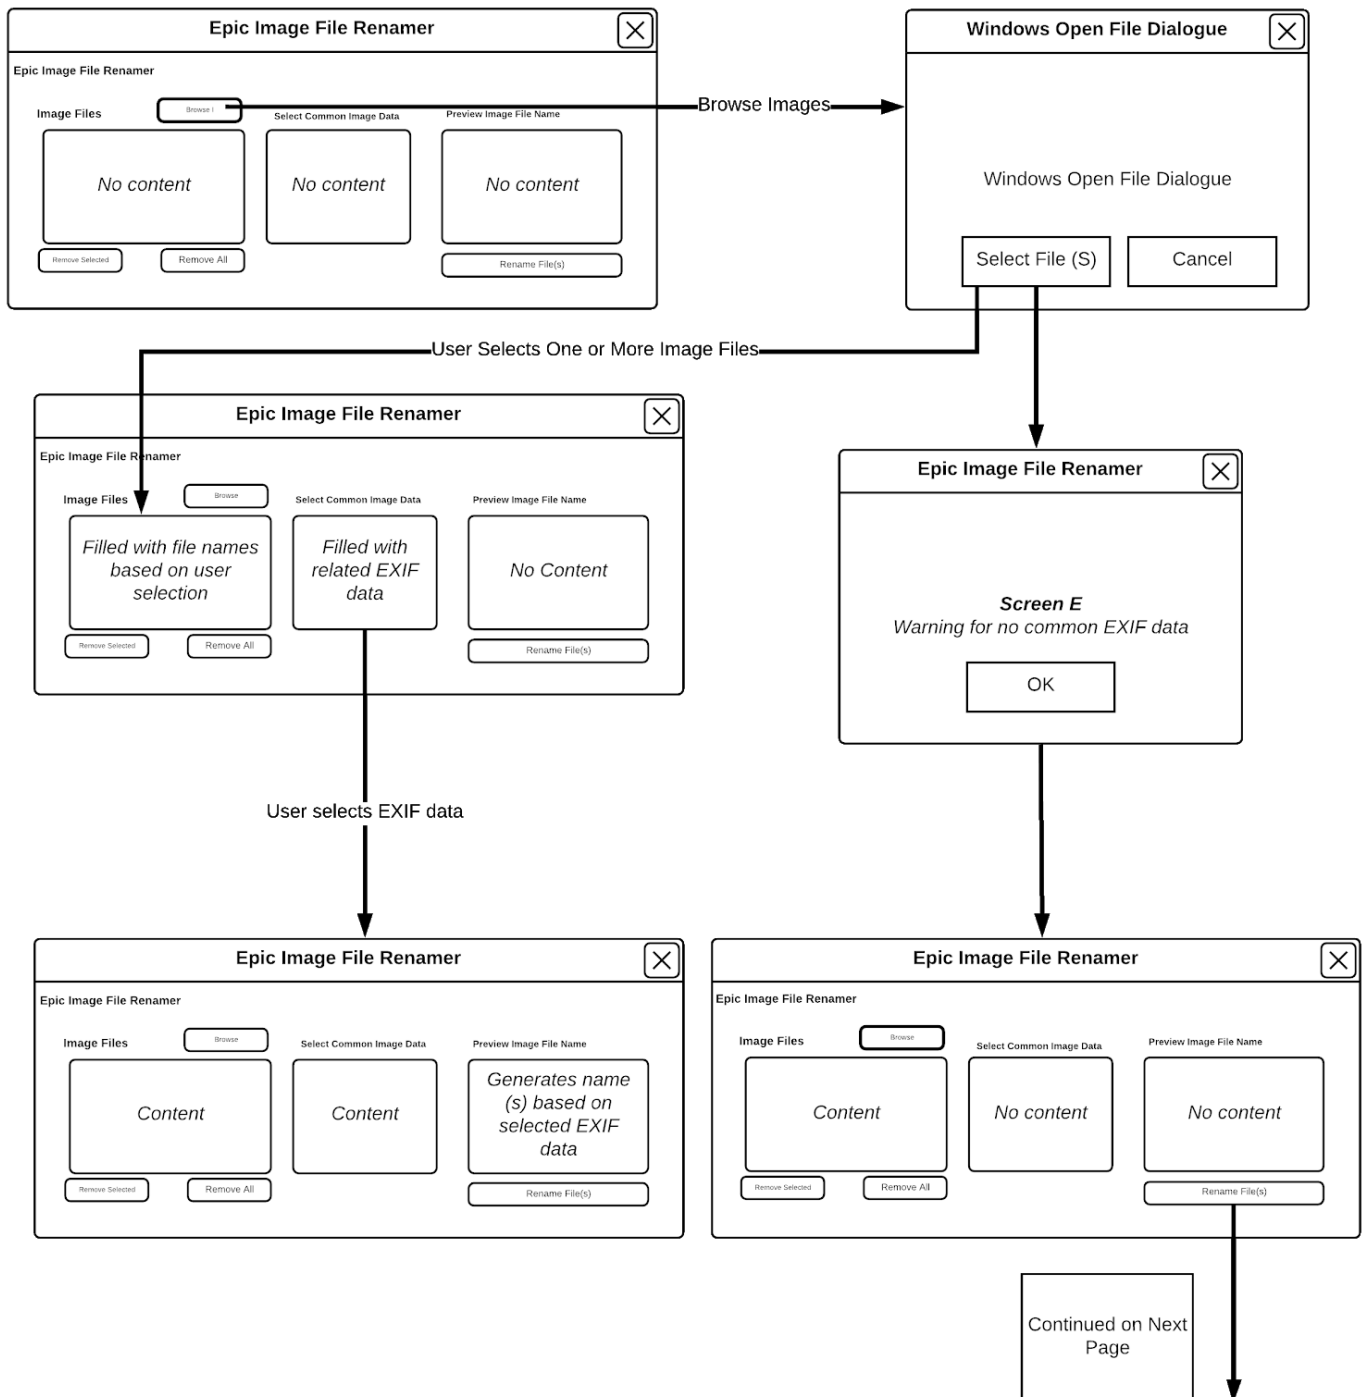 Epic Image File Renamer
Epic Image File Renamer
Image Files
Browse I
Select Common Image Data
Preview Image File Name
No content
No content
No content
Remove Selected
Remove All
Rename File(s)
Browse Images
Windows Open File Dialogue
Windows Open File Dialogue
Select File (S)
Cancel
User Selects One or More Image Files
Epic Image File Renamer
Epic Image File Renamer
Image Files
Browse
Select Common Image Data
Preview Image File Name
Filled with file names
based on user
selection
Filled with
related EXIF
data
No Content
Remove Selected
Remove All
Rename File(s)
Epic Image File Renamer
Screen E
Warning for no common EXIF data
OK
User selects EXIF data
Epic Image File Renamer
Epic Image File Renamer
Image Files
Browse
Select Common Image Data
Preview Image File Name
Content
Content
Generates name
(s) based on
selected EXIF
data
Remove Selected
Remove All
Rename File(s)
Epic Image File Renamer
Epic Image File Renamer
Image Files
Browse
Select Common Image Data
Preview Image File Name
Content
No content
No content
Remove Selected
Remove All
Rename File(s)
Continued on Next
Page